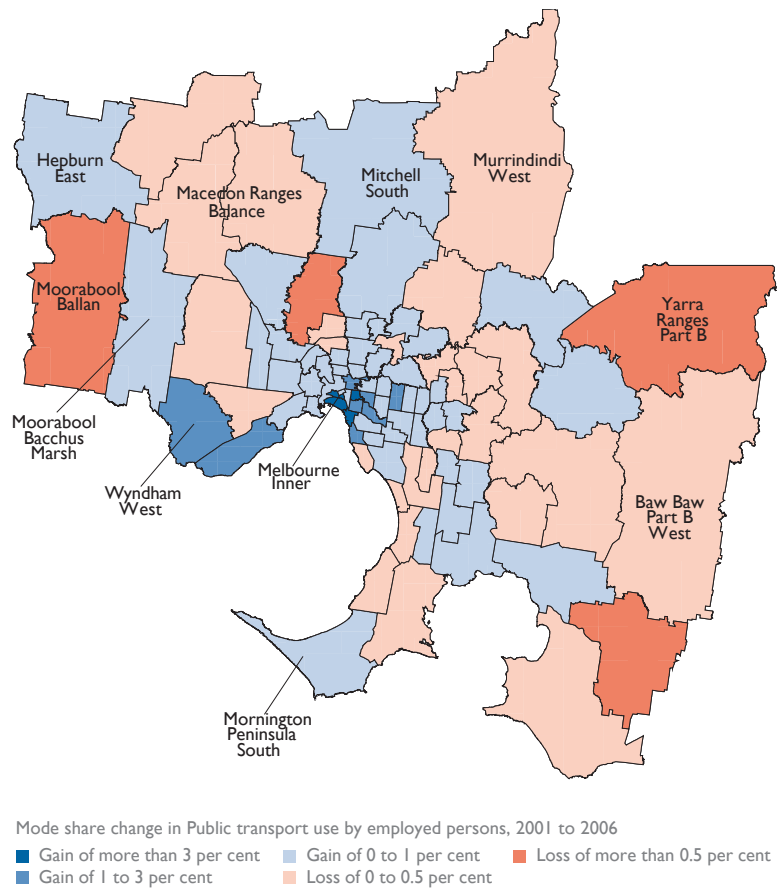 Hepburn
East
Macedon Ranges
Balance
Mitchell
South
Murrindindi
West
Moorabool
Ballan
Yarra
Ranges
Part B
Moorabool
Bacchus
Marsh
Wyndham
West
Melbourne
Inner
Baw Baw
Part B
West
Mornington
Peninsula
South
Mode share change in Public transport use by employed persons, 2001 to 2006
Gain of more than 3 per cent
Gain of 0 to 1 per cent
Loss of more than 0.5 per cent
Gain of 1 to 3 per cent
Loss of 0 to 0.5 per cent